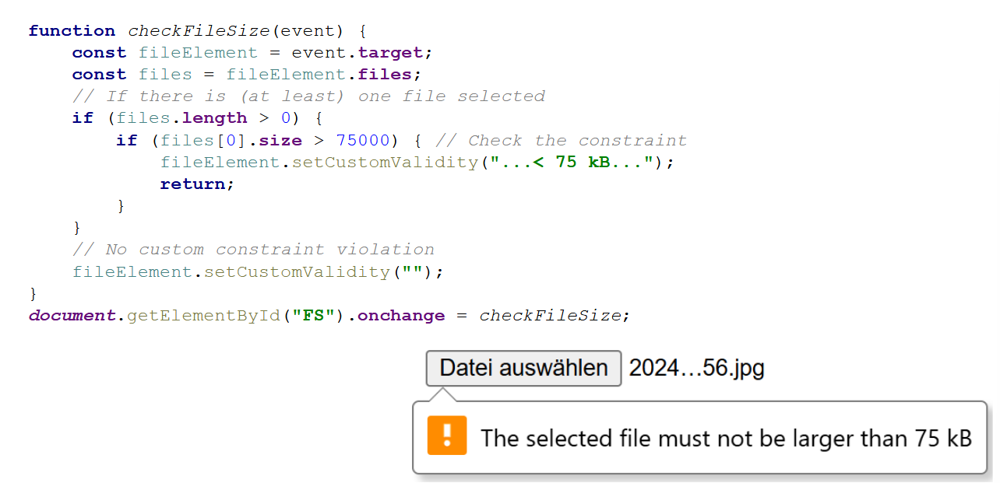 function checkFileSize(event) {
    const fileElement = event.target;
    const files = fileElement.files;
    // If there is (at least) one file selected
    if (files.length > 0) {
        if (files[0].size > 75000) { // Check the constraint
            fileElement.setCustomValidity("...< 75 kB...");
            return;
        }
    }
    // No custom constraint violation
    fileElement.setCustomValidity("");
}
document.getElementById("FS").onchange = checkFileSize;
Datei auswählen 2024...56.jpg
! The selected file must not be larger than 75 kB